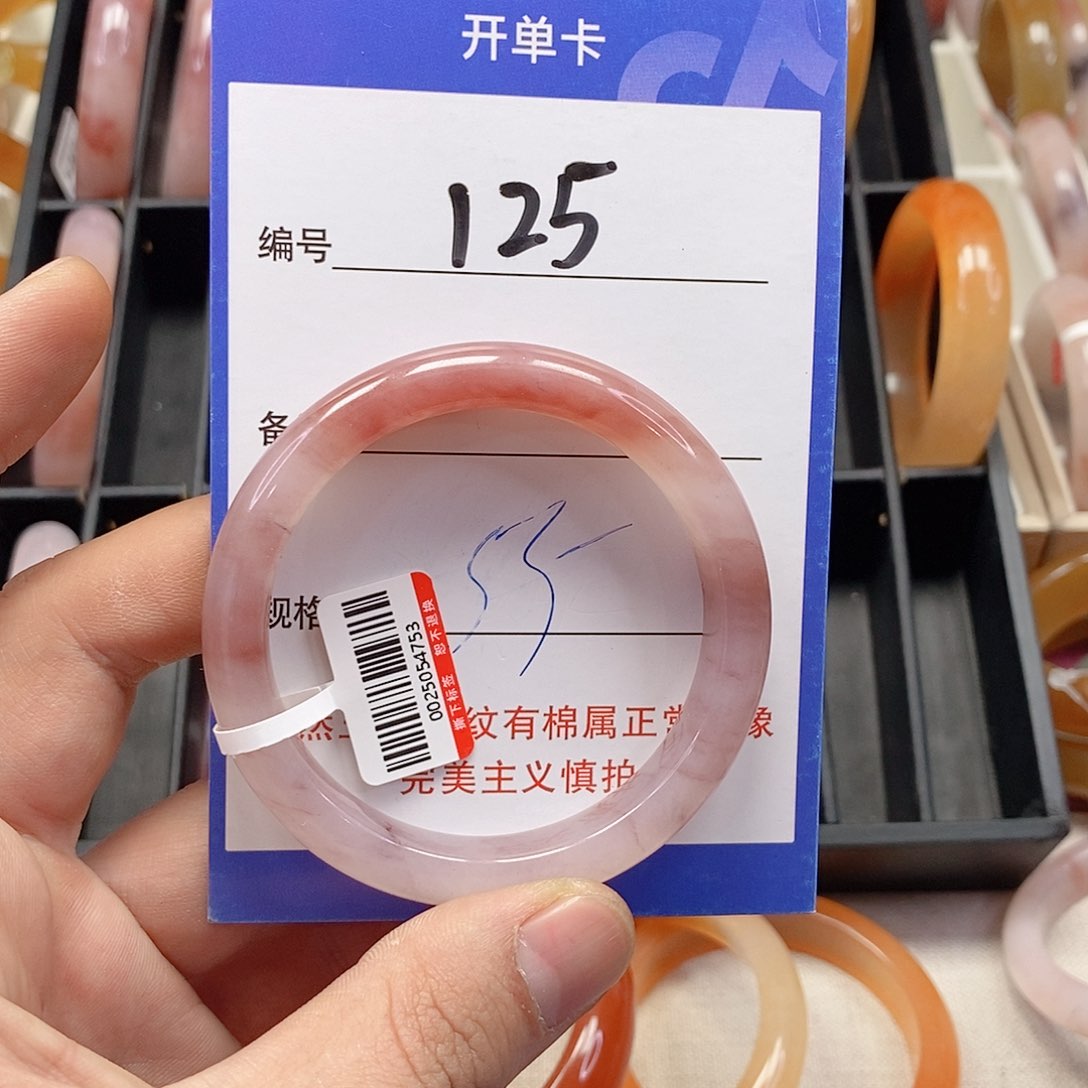 开单卡
编号 125
备
规格 55
0025054753
撕下标签 恕不退换
纹有棉属正常 象
完美主义慎拍